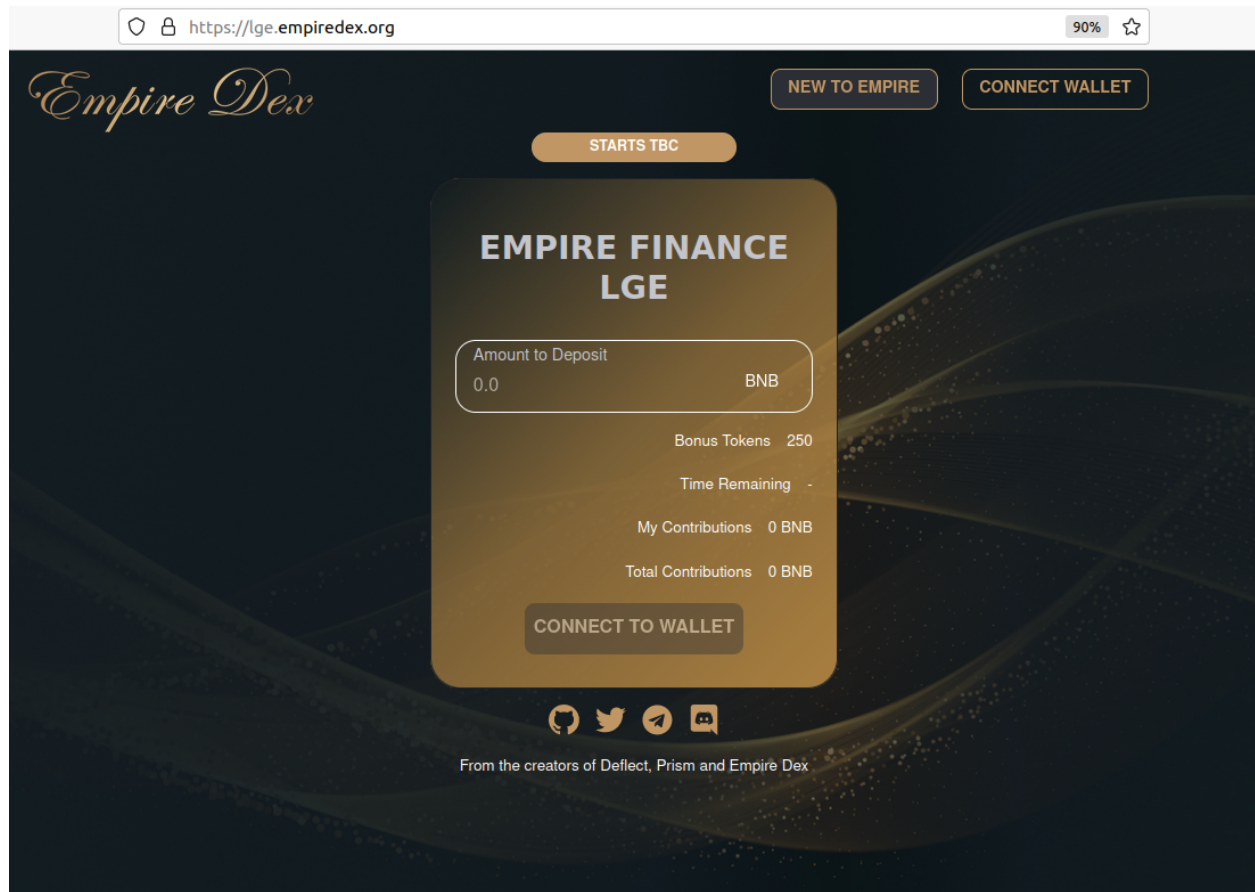 https://lge.empiredex.org
90%
Empire Dex
NEW TO EMPIRE
CONNECT WALLET
STARTS TBC
EMPIRE FINANCE
LGE
Amount to Deposit
0.0
BNB
Bonus Tokens 250
Time Remaining -
My Contributions 0 BNB
Total Contributions 0 BNB
CONNECT TO WALLET
From the creators of Deflect, Prism and Empire Dex